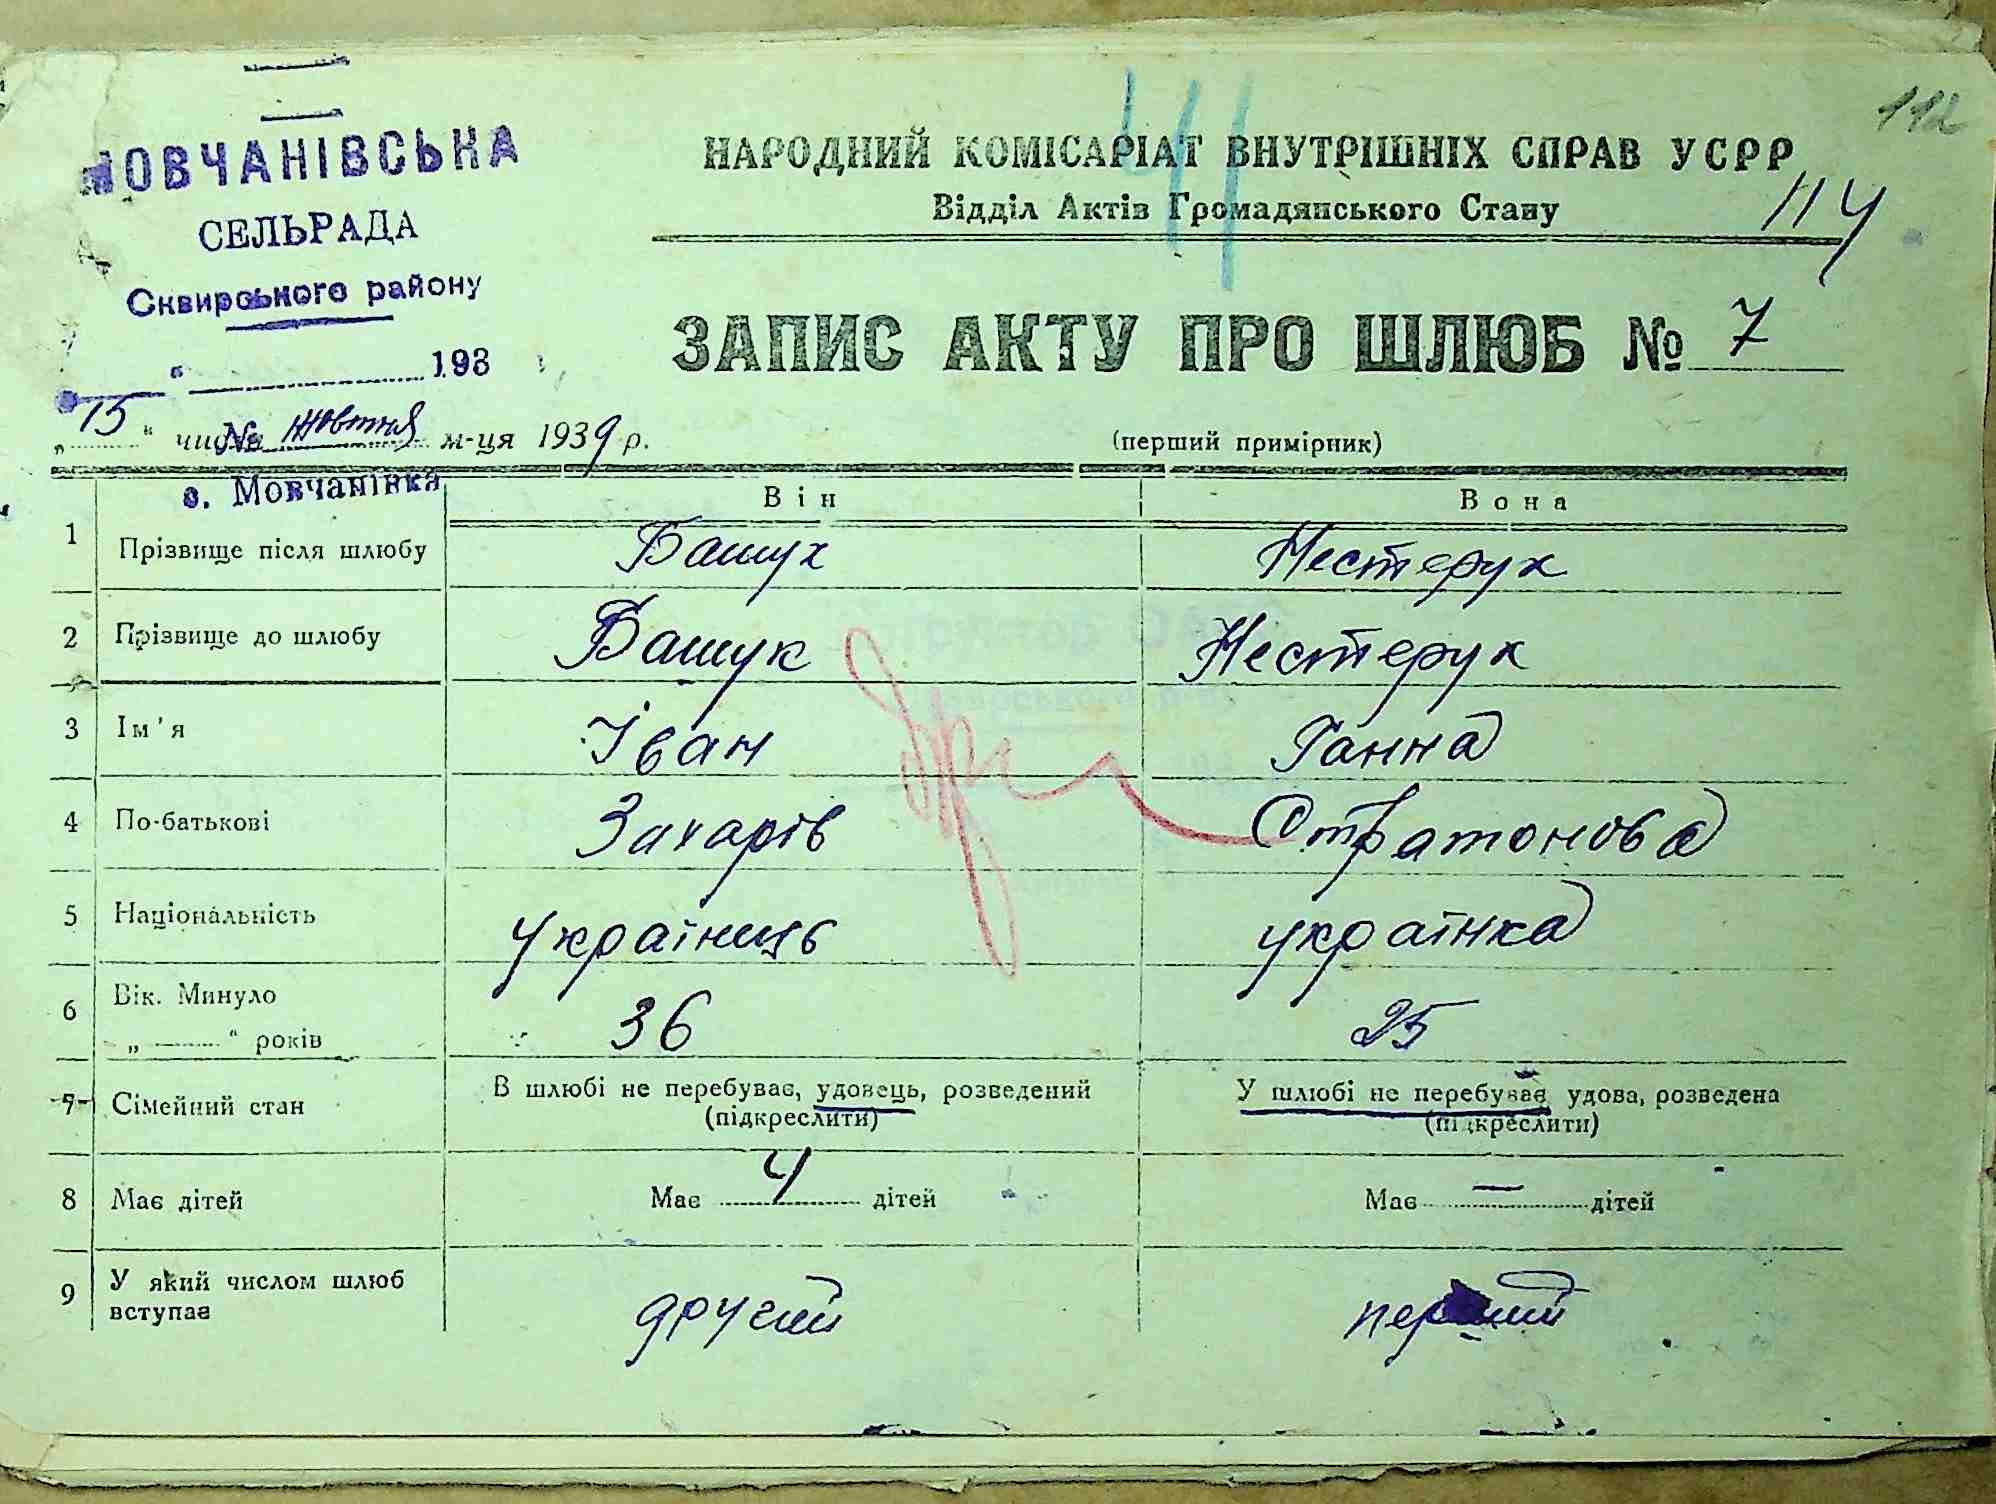 МОВЧАНІВСЬКА
СЕЛЬРАДА
Сквирського району
" 193
№
с. Мовчанівка
41
112
НАРОДНИЙ КОМІСАРІАТ ВНУТРІШНІХ СПРАВ УСРР
Відділ Актів Громадянського Стану
114
ЗАПИС АКТУ ПРО ШЛЮБ № 7
„15" числа жовтня м-ця 1939 р.
(перший примірник)
Він Вона
1 Прізвище після шлюбу Башук Нестерук
2 Прізвище до шлюбу Башук Нестерук
3 Ім'я Іван Ганна
4 По-батькові Захарів Стратонова
5 Національність українець українка
6 Вік. Минуло
„ " років 36 25
7 Сімейний стан В шлюбі не перебуває, удовець, розведений У шлюбі не перебуває, удова, розведена
(підкреслити) (підкреслити)
8 Має дітей Має 4 дітей Має — дітей
9 У який числом шлюб
вступає другий перший